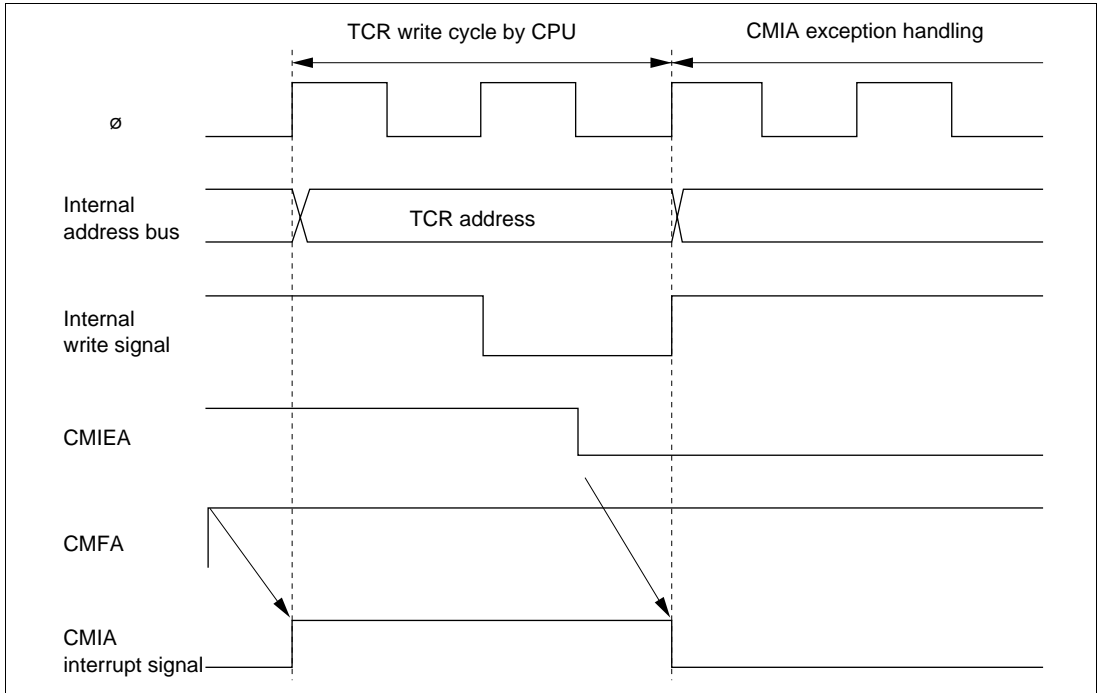 TCR write cycle by CPU
CMIA exception handling
ø
Internal
address bus
TCR address
Internal
write signal
CMIEA
CMFA
CMIA
interrupt signal